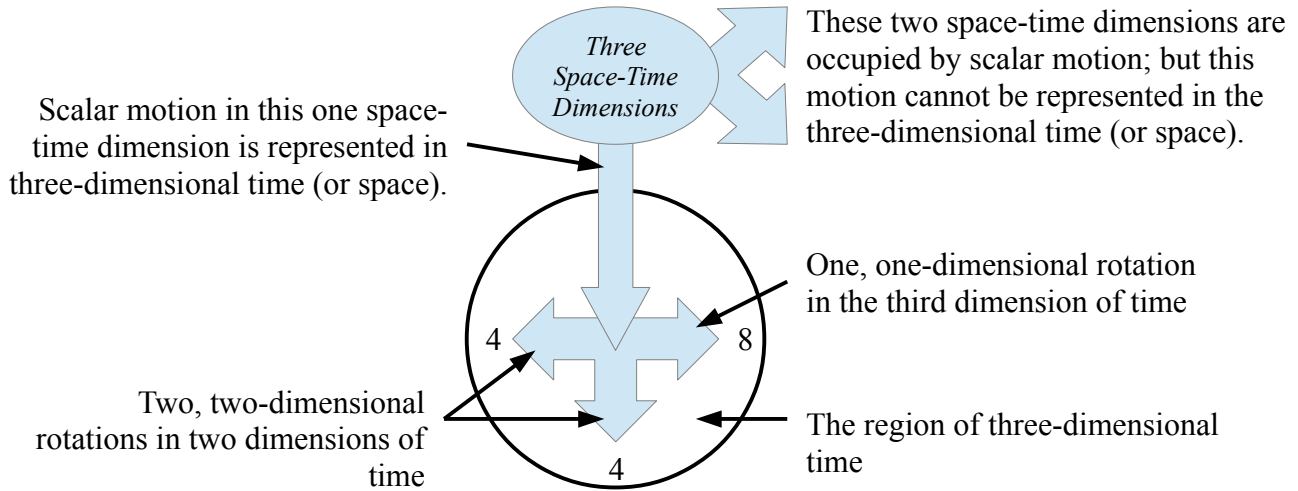 Three
Space-Time
Dimensions
These two space-time dimensions are
occupied by scalar motion; but this
motion cannot be represented in the
three-dimensional time (or space).
Scalar motion in this one space-
time dimension is represented in
three-dimensional time (or space).
One, one-dimensional rotation
in the third dimension of time
4
8
Two, two-dimensional
rotations in two dimensions of
time
The region of three-dimensional
time
4